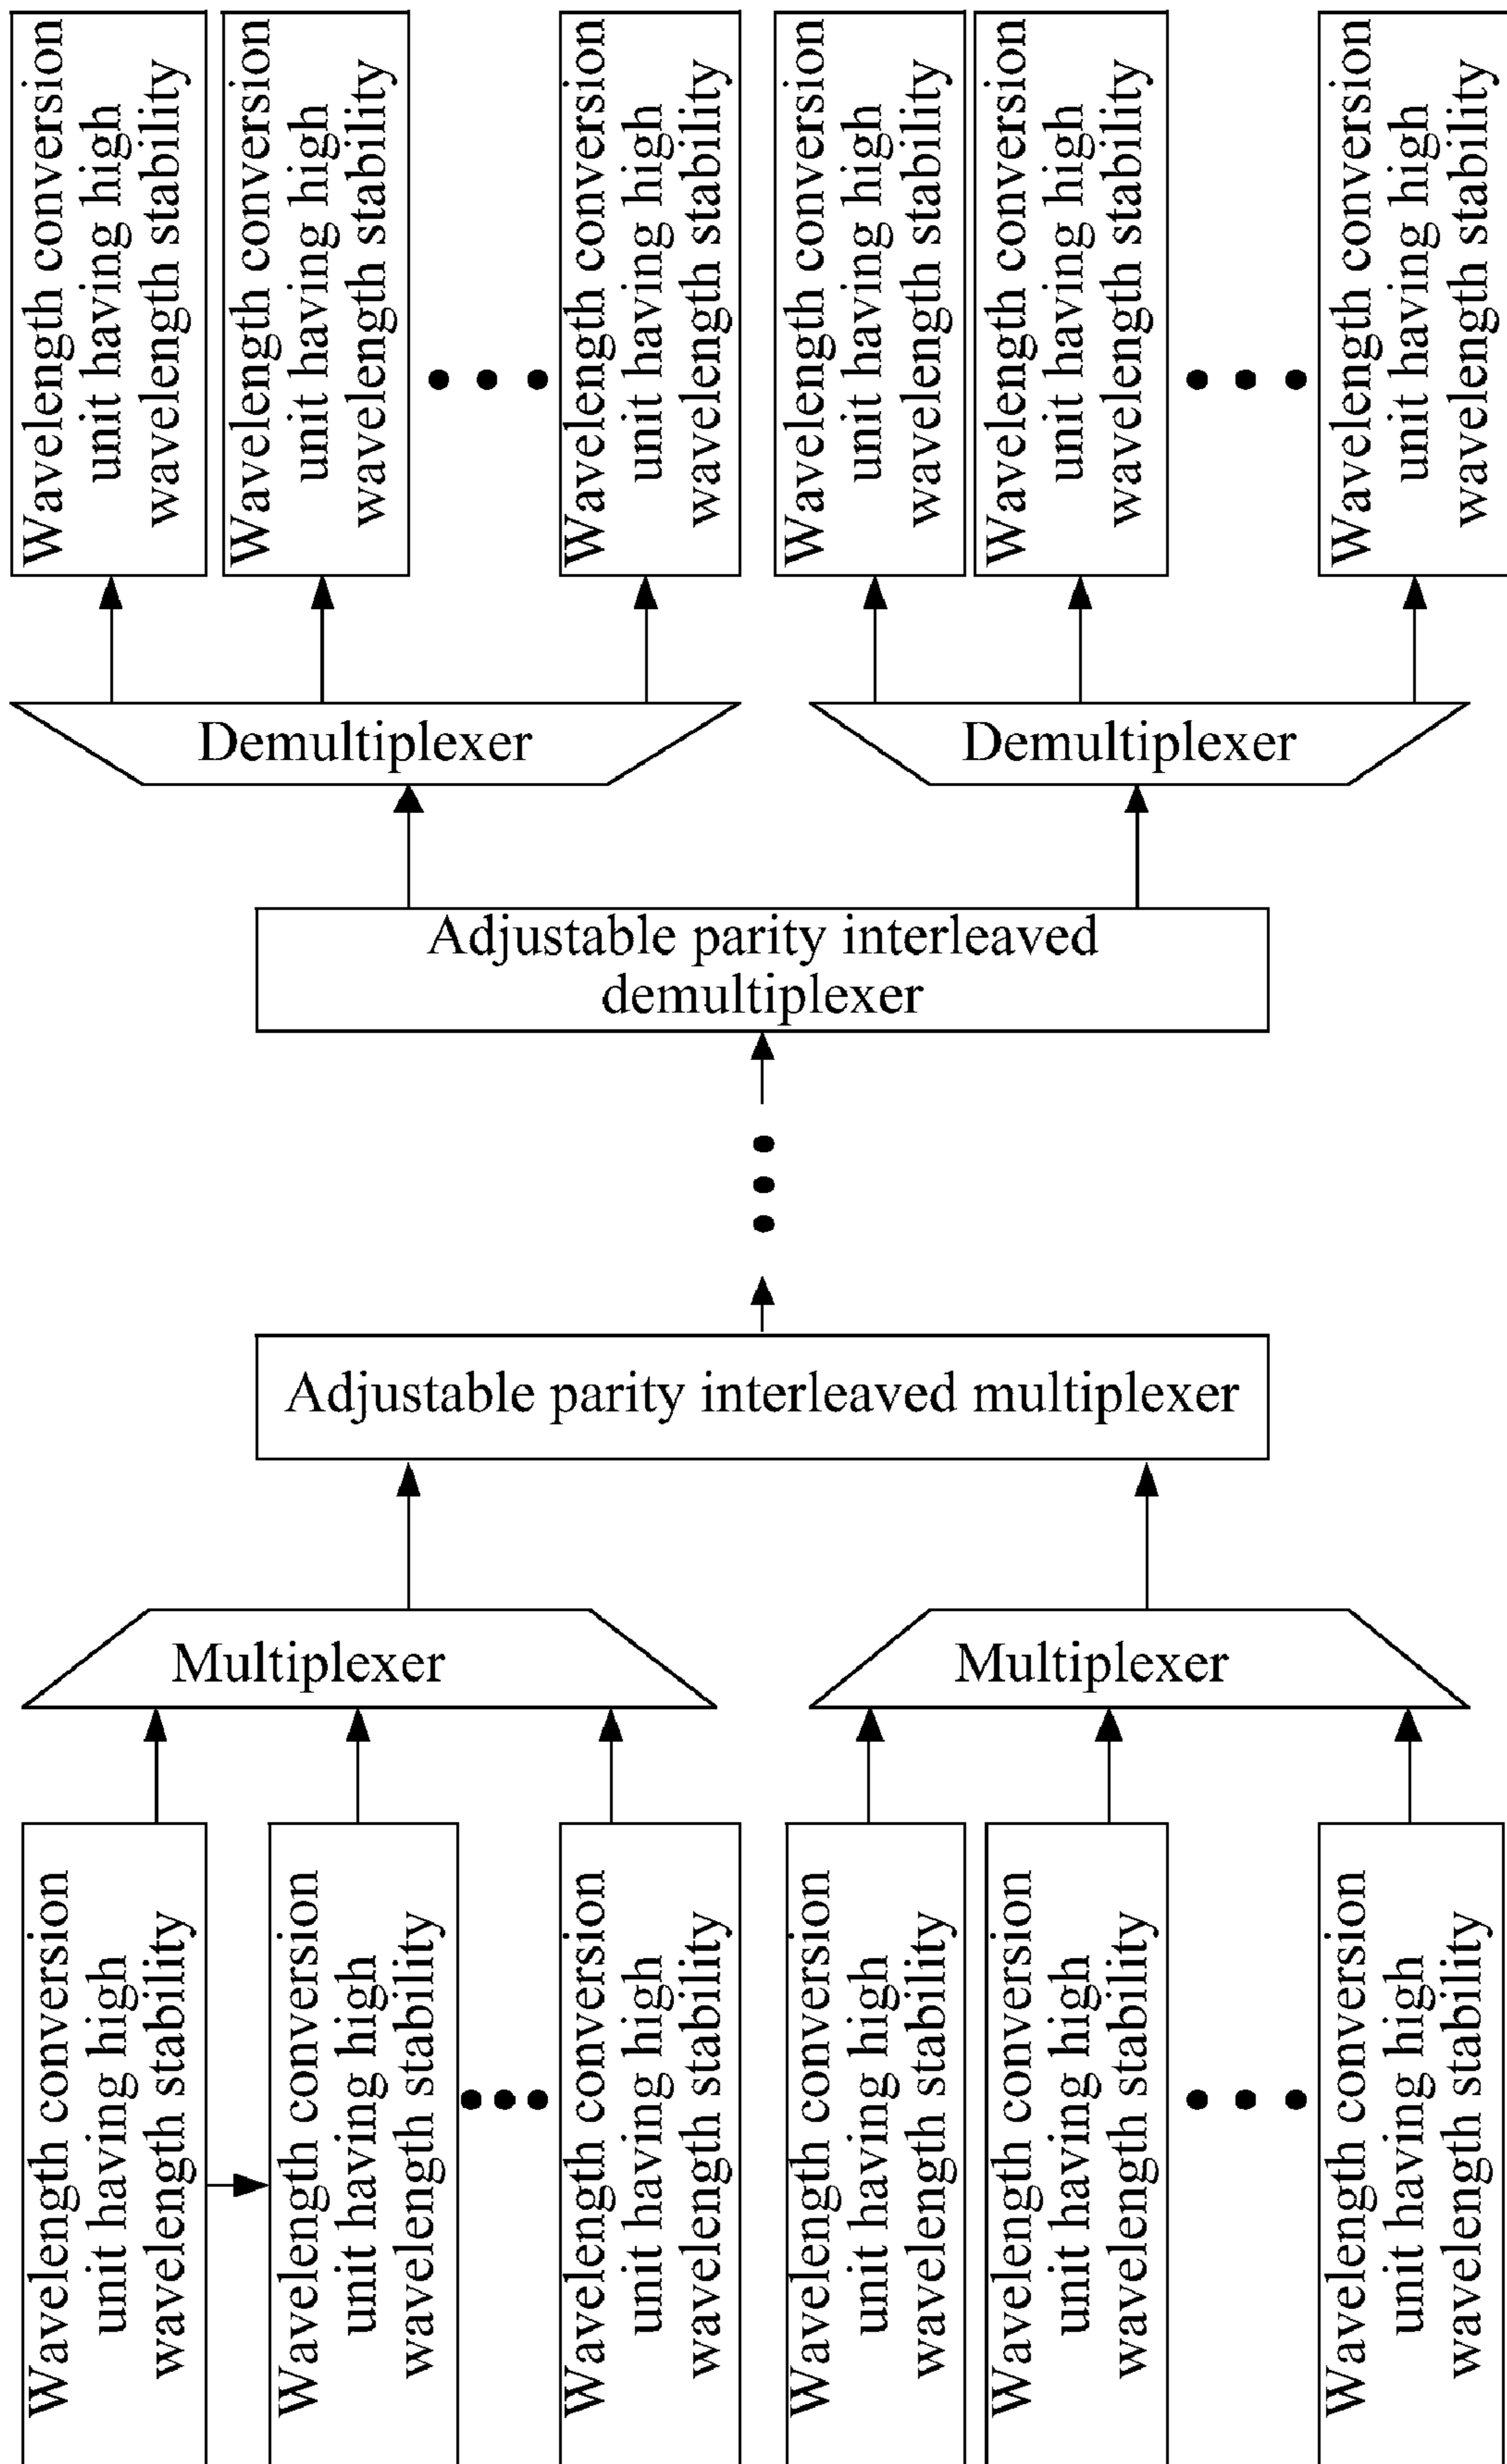 Wavelength conversion
unit having high
wavelength stability
Wavelength conversion
unit having high
wavelength stability
Wavelength conversion
unit having high
wavelength stability
Wavelength conversion
unit having high
wavelength stability
Wavelength conversion
unit having high
wavelength stability
Wavelength conversion
unit having high
wavelength stability
Demultiplexer
Demultiplexer
Adjustable parity interleaved
demultiplexer
Adjustable parity interleaved multiplexer
Multiplexer
Multiplexer
Wavelength conversion
unit having high
wavelength stability
Wavelength conversion
unit having high
wavelength stability
Wavelength conversion
unit having high
wavelength stability
Wavelength conversion
unit having high
wavelength stability
Wavelength conversion
unit having high
wavelength stability
Wavelength conversion
unit having high
wavelength stability